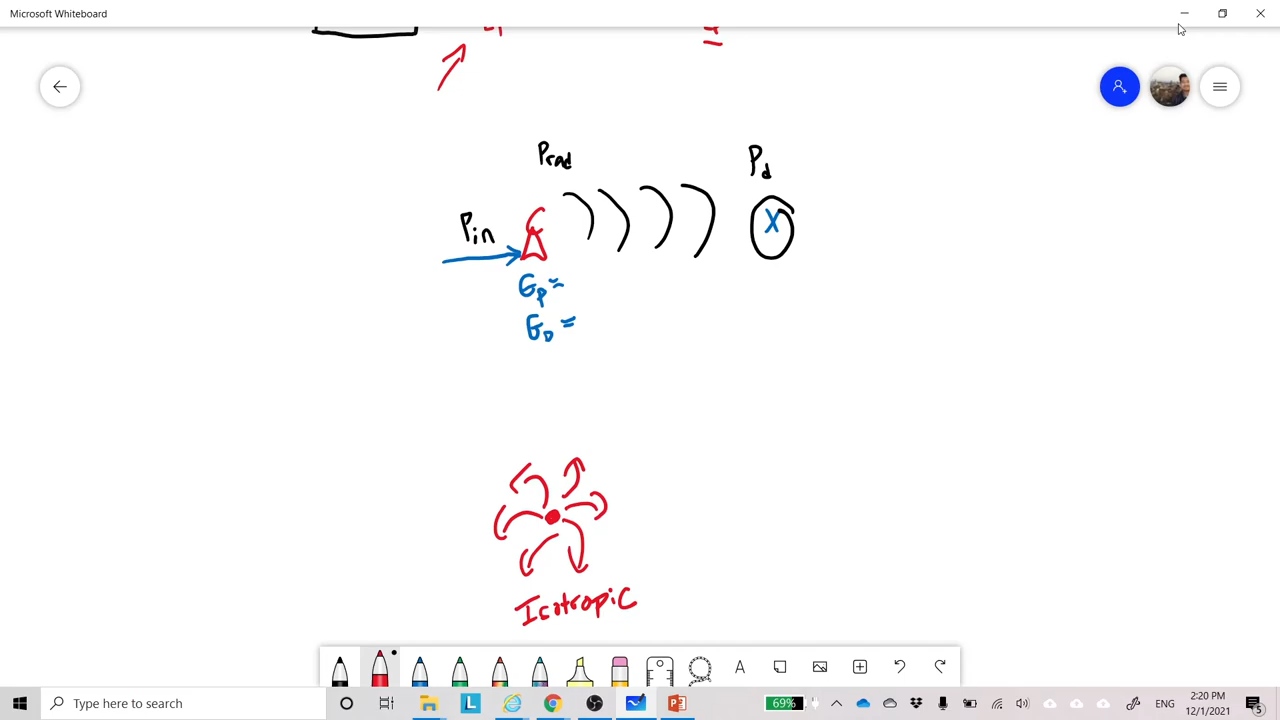 Microsoft Whiteboard
Prad
Pd
Pin
X
Gp =
GD =
Isotropic
A
Type here to search
L
69%
ENG
2:20 PM
12/1/2021
5